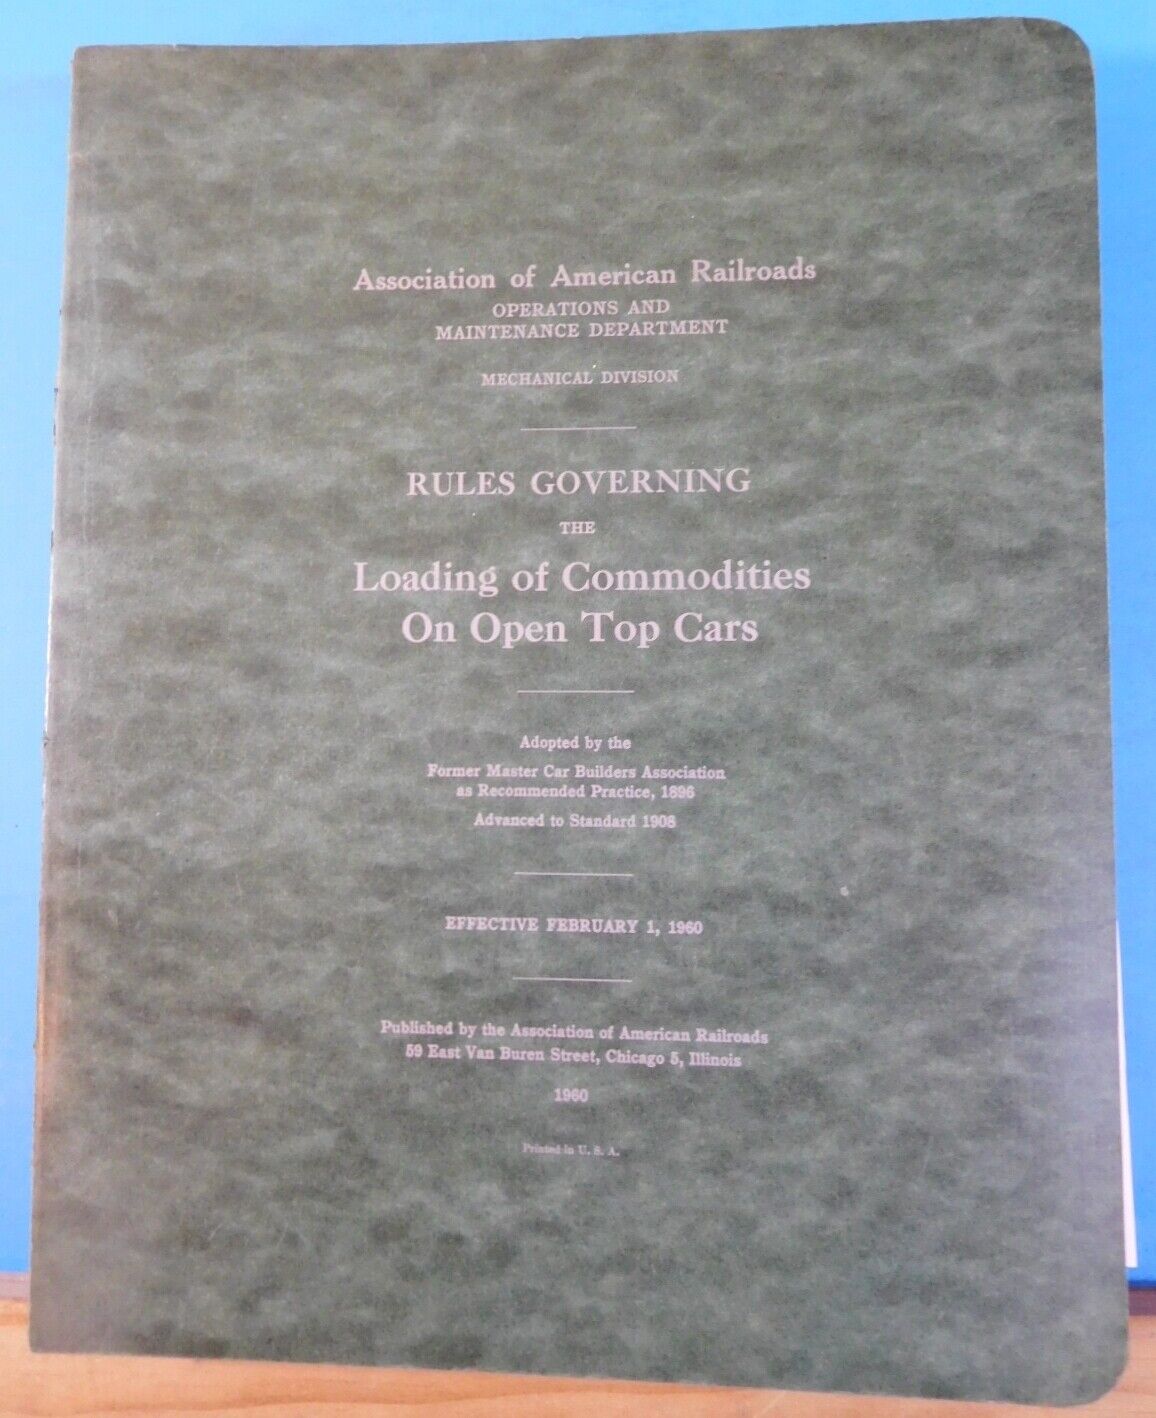 Association of American Railroads
OPERATIONS AND
MAINTENANCE DEPARTMENT
MECHANICAL DIVISION
RULES GOVERNING
THE
Loading of Commodities
On Open Top Cars
Adopted by the
Former Master Car Builders Association
as Recommended Practice, 1896
Advanced to Standard 1908
EFFECTIVE FEBRUARY 1, 1960
Published by the Association of American Railroads
59 East Van Buren Street, Chicago 5, Illinois
1960
Printed in U. S. A.